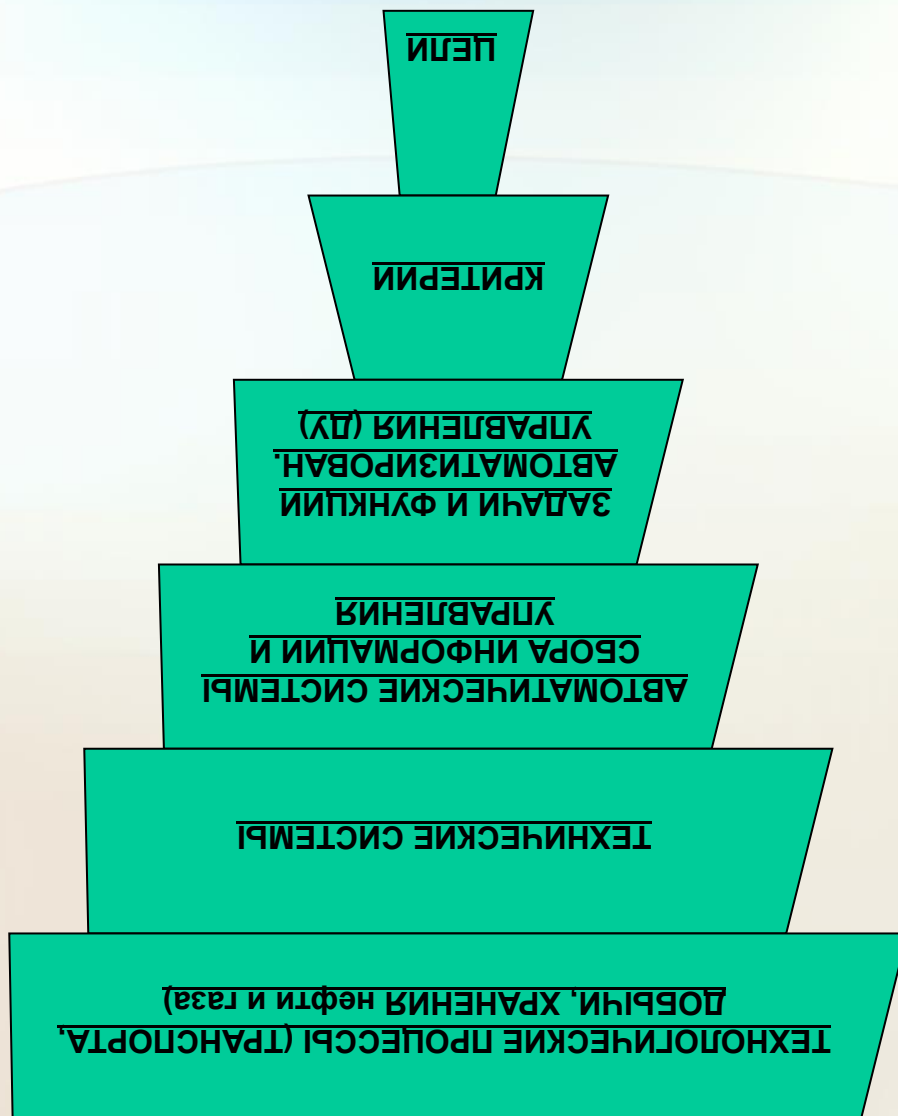 ТЕХНОЛОГИЧЕСКИЕ ПРОЦЕССЫ (ТРАНСПОРТА,
ДОБЫЧИ, ХРАНЕНИЯ нефти и газа)
ТЕХНИЧЕСКИЕ СИСТЕМЫ
АВТОМАТИЧЕСКИЕ СИСТЕМЫ
СБОРА ИНФОРМАЦИИ И
УПРАВЛЕНИЯ
ЗАДАЧИ И ФУНКЦИИ
АВТОМАТИЗИРОВАН.
УПРАВЛЕНИЯ (ДУ)
КРИТЕРИИ
ЦЕЛИ